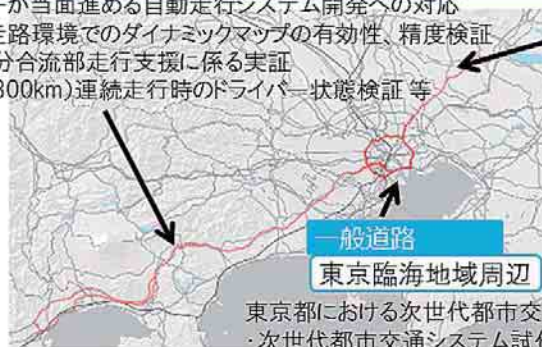 ーが当面進める自動走行システム開発への対応
走路環境でのダイナミックマップの有効性、精度検証
分合流部走行支援に係る実証
300km)連続走行時のドライバー状態検証 等
一般道路
東京臨海地域周辺
東京都における次世代都市交
・次世代都市交通システム試作